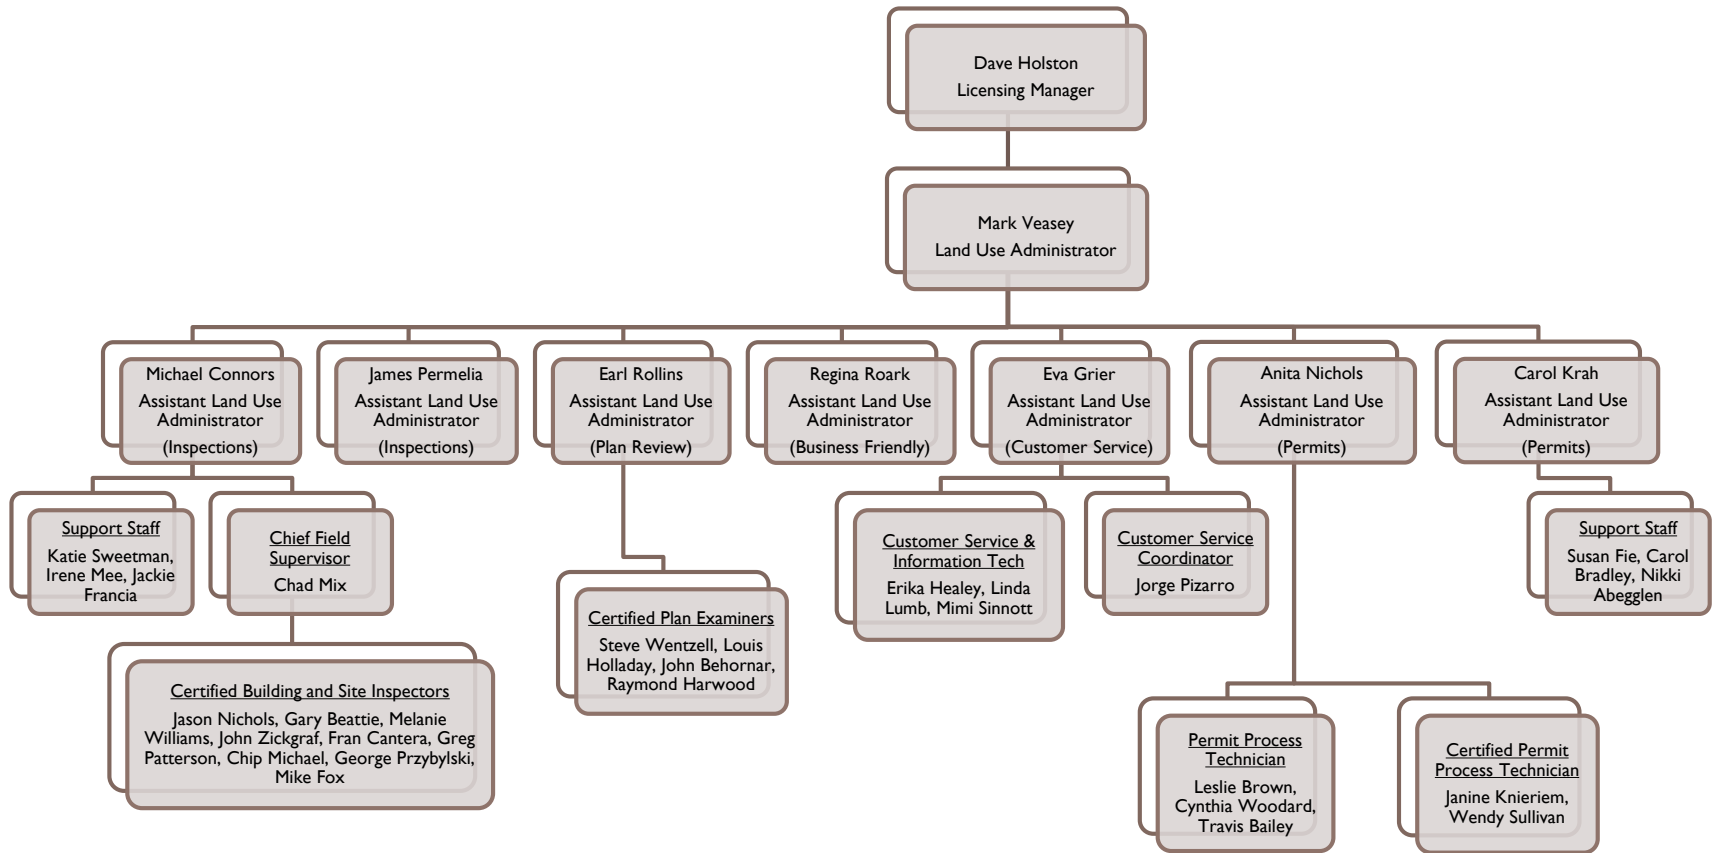 Dave Holston
Licensing Manager
Mark Veasey
Land Use Administrator
Michael Connors
Assistant Land Use
Administrator
(Inspections)
James Permelia
Assistant Land Use
Administrator
(Inspections)
Earl Rollins
Assistant Land Use
Administrator
(Plan Review)
Regina Roark
Assistant Land Use
Administrator
(Business Friendly)
Eva Grier
Assistant Land Use
Administrator
(Customer Service)
Anita Nichols
Assistant Land Use
Administrator
(Permits)
Carol Krah
Assistant Land Use
Administrator
(Permits)
Support Staff
Katie Sweetman,
Irene Mee, Jackie
Francia
Chief Field
Supervisor
Chad Mix
Certified Building and Site Inspectors
Jason Nichols, Gary Beattie, Melanie
Williams, John Zickgraf, Fran Cantera, Greg
Patterson, Chip Michael, George Przybylski,
Mike Fox
Certified Plan Examiners
Steve Wentzell, Louis
Holladay, John Behornar,
Raymond Harwood
Customer Service &
Information Tech
Erika Healey, Linda
Lumb, Mimi Sinnott
Customer Service
Coordinator
Jorge Pizarro
Permit Process
Technician
Leslie Brown,
Cynthia Woodard,
Travis Bailey
Certified Permit
Process Technician
Janine Knieriem,
Wendy Sullivan
Support Staff
Susan Fie, Carol
Bradley, Nikki
Abegglen